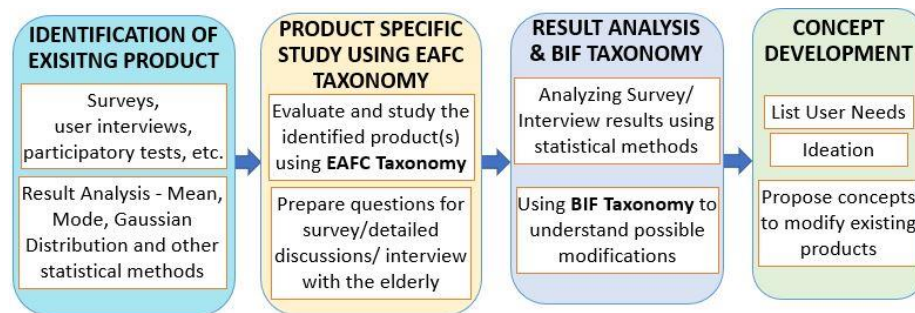 IDENTIFICATION OF
EXISITNG PRODUCT
Surveys,
user interviews,
participatory tests, etc.
Result Analysis - Mean,
Mode, Gaussian
Distribution and other
statistical methods
PRODUCT SPECIFIC
STUDY USING EAFC
TAXONOMY
Evaluate and study the
identified product(s)
using EAFC Taxonomy
Prepare questions for
survey/detailed
discussions/ interview
with the elderly
RESULT ANALYSIS
& BIF TAXONOMY
Analyzing Survey/
Interview results using
statistical methods
Using BIF Taxonomy to
understand possible
modifications
CONCEPT
DEVELOPMENT
List User Needs
Ideation
Propose concepts
to modify existing
products